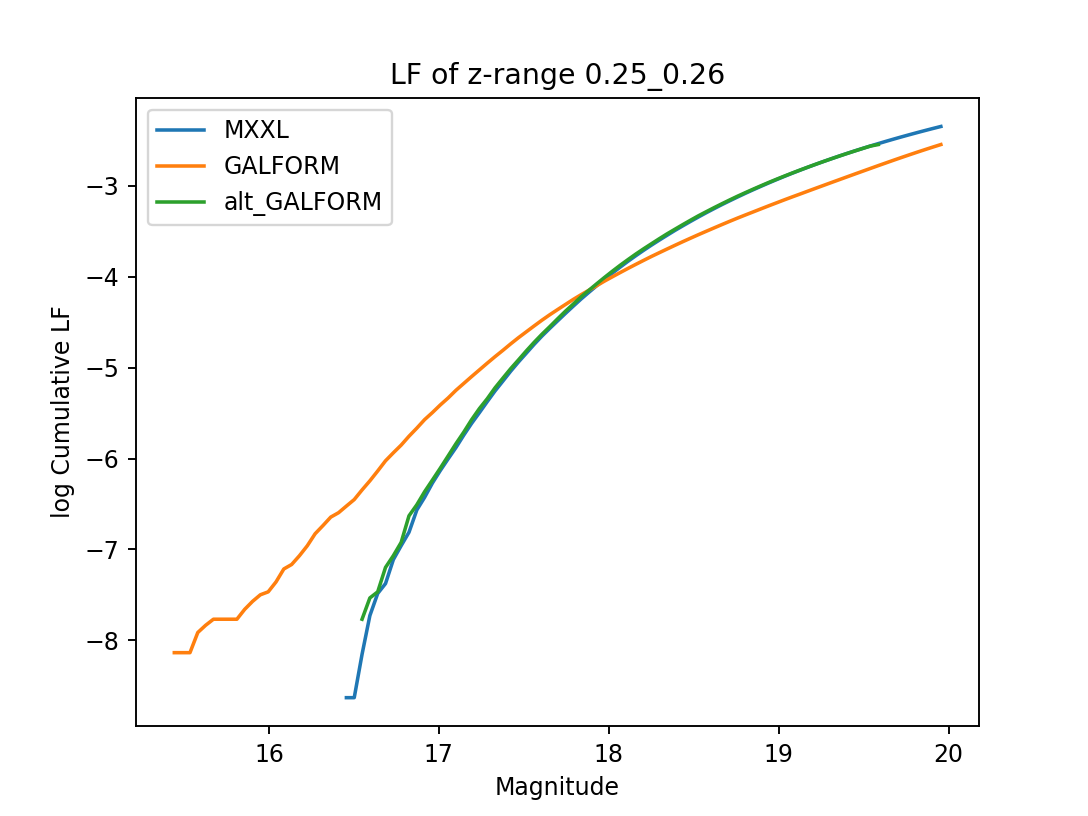 LF of z-range 0.25_0.26
MXXL
GALFORM
alt_GALFORM
−3
−4
−5
−6
−7
−8
log Cumulative LF
16 17 18 19 20
Magnitude